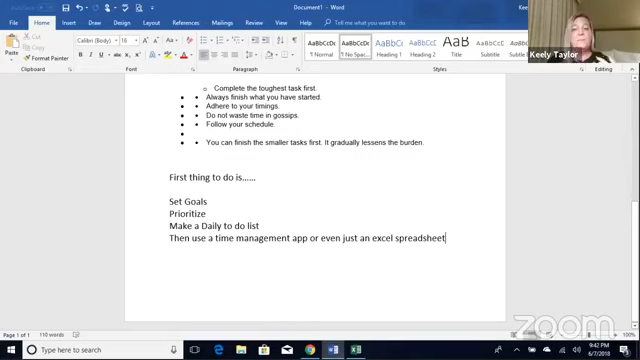 Document1 - Word
File Home Insert Design Layout References Mailings Review View Help Tell me what you want to do
Paste
Format Painter
Clipboard
Calibri (Body) 16
Font
Paragraph
AaBbCcDc AaBbCcDc AaBbCc AaBbCcC AaB AaBbCcD
¶ Normal ¶ No Spac... Heading 1 Heading 2 Title Subtitle
Styles
Editing
Keely Taylor
Complete the toughest task first.
Always finish what you have started.
Adhere to your timings.
Do not waste time in gossips.
Follow your schedule.
You can finish the smaller tasks first. It gradually lessens the burden.
First thing to do is……
Set Goals
Prioritize
Make a Daily to do list
Then use a time management app or even just an excel spreadsheet
zoom
Page 1 of 1 110 words
Type here to search
9:42 PM
6/7/2018